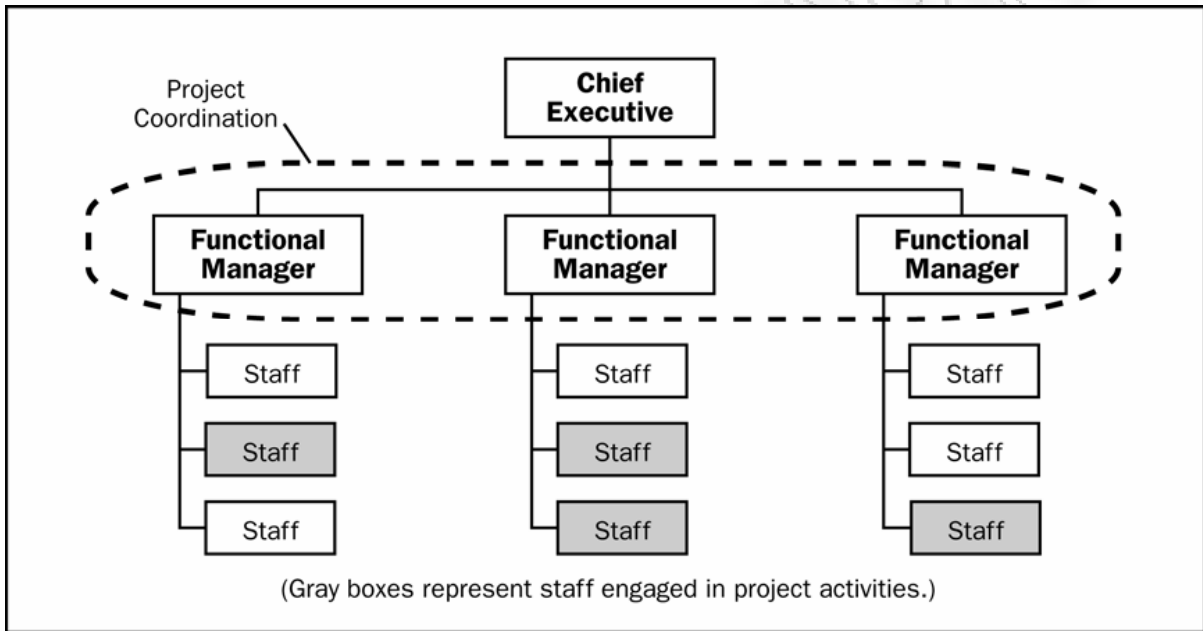 Chief
Executive
Project
Coordination
Functional
Manager
Functional
Manager
Functional
Manager
Staff
Staff
Staff
Staff
Staff
Staff
Staff
Staff
Staff
(Gray boxes represent staff engaged in project activities.)